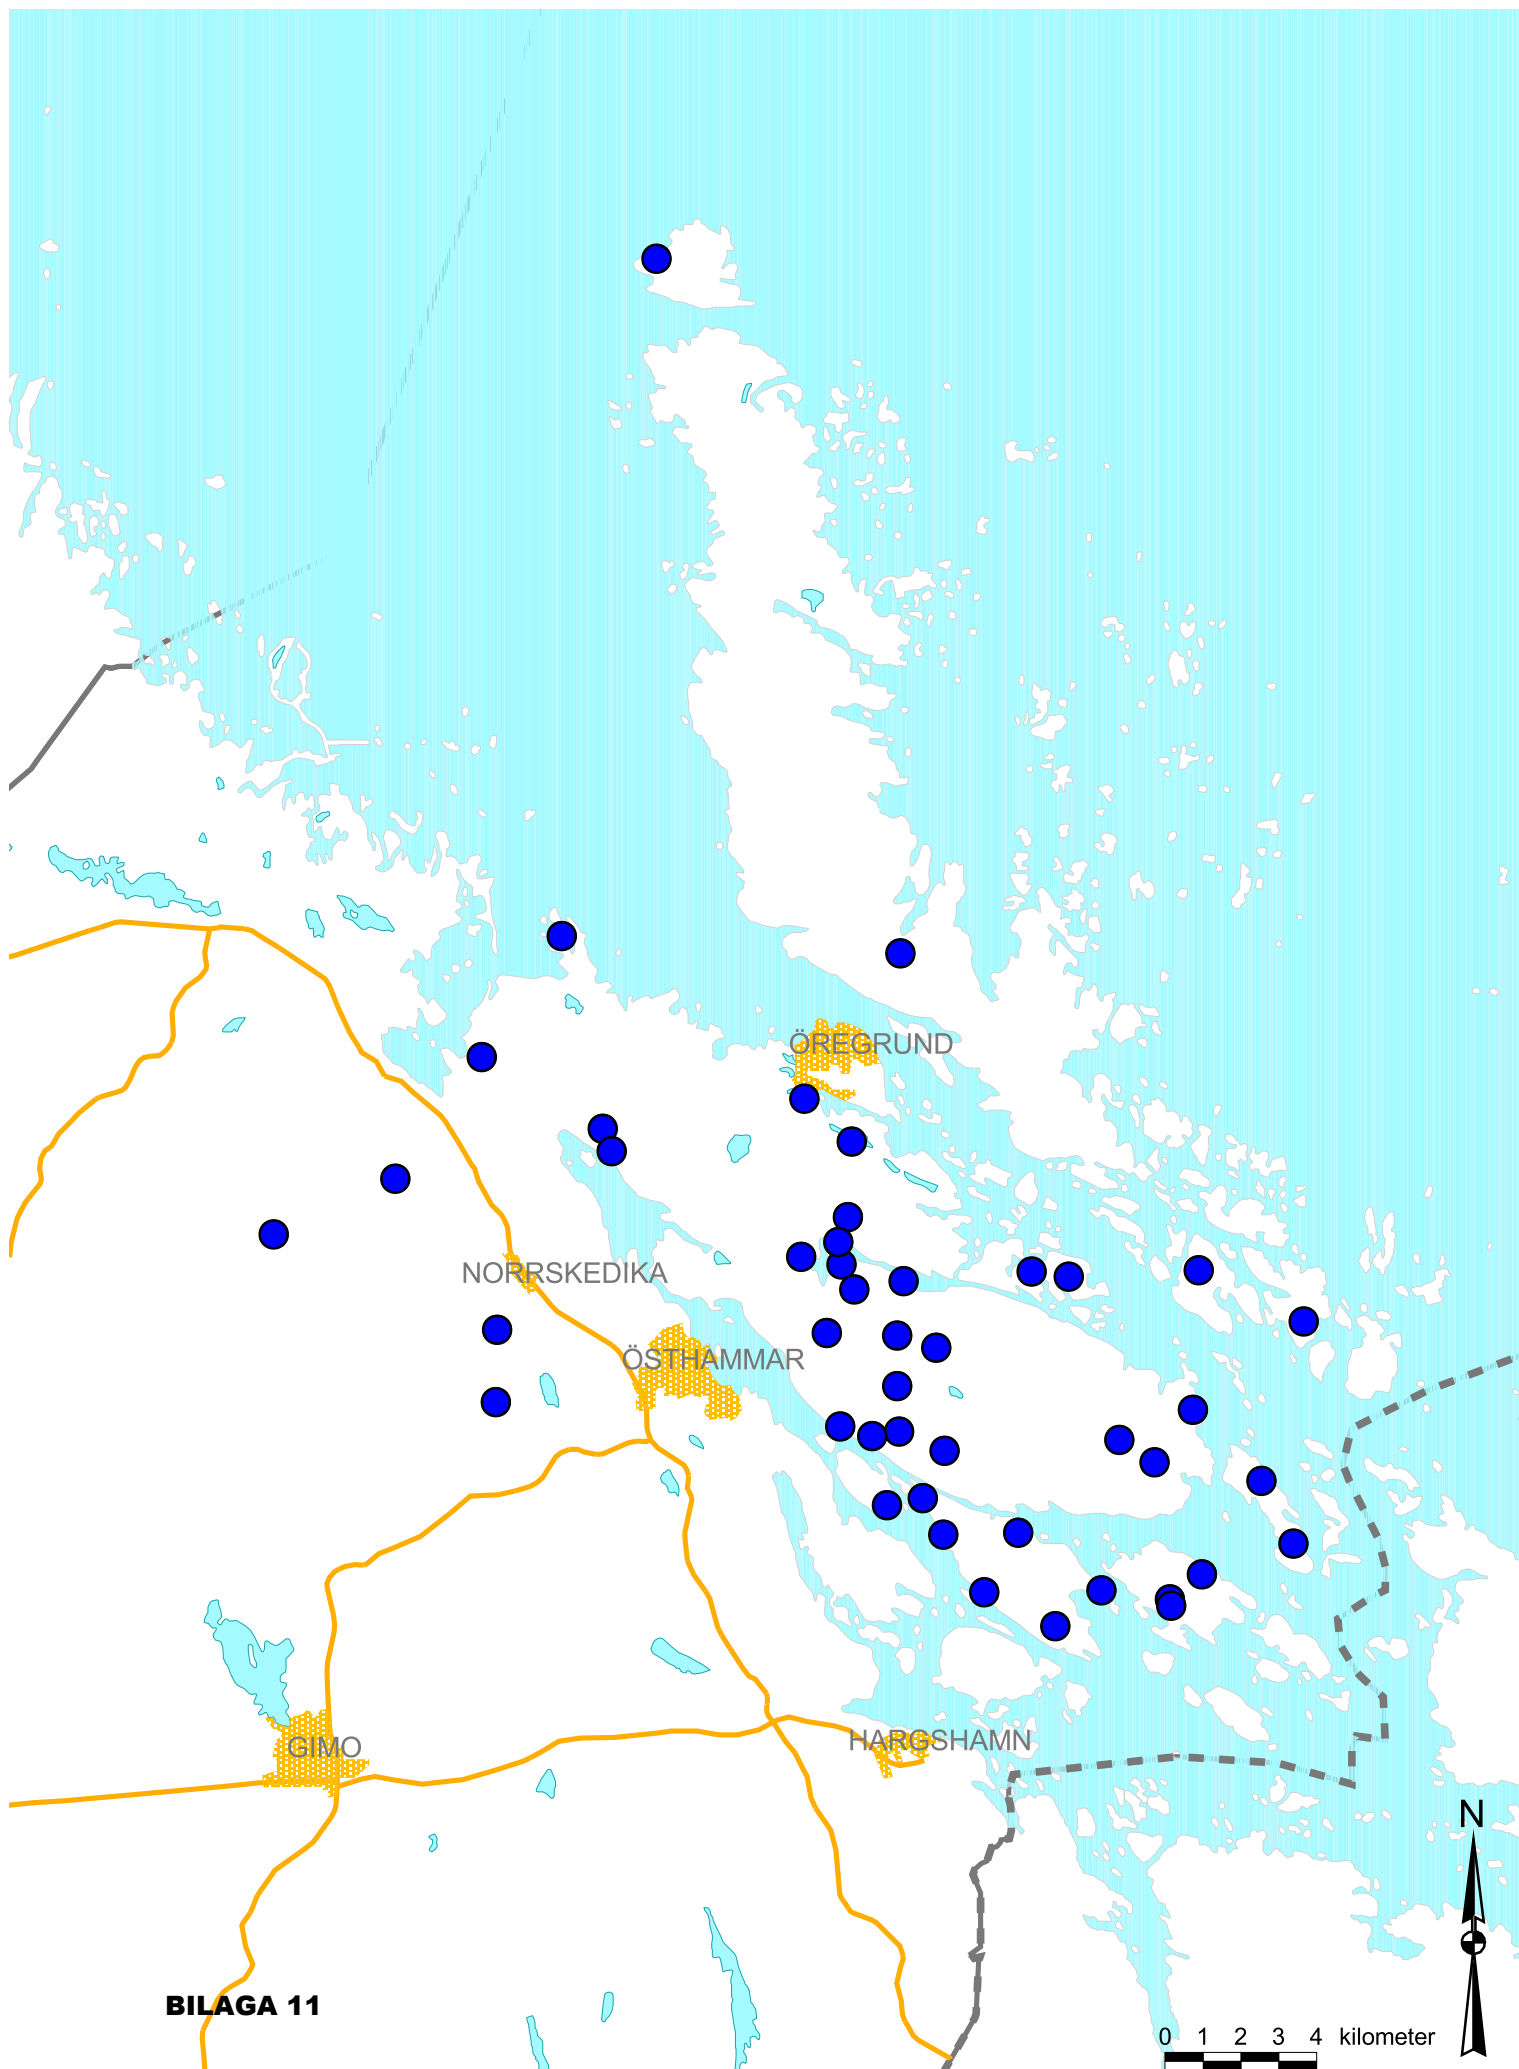 ÖREGRUND
NORRSKEDIKA
ÖSTHAMMAR
HARGSHAMN
GIMO
N
BILAGA 11
0 1 2 3 4 kilometer